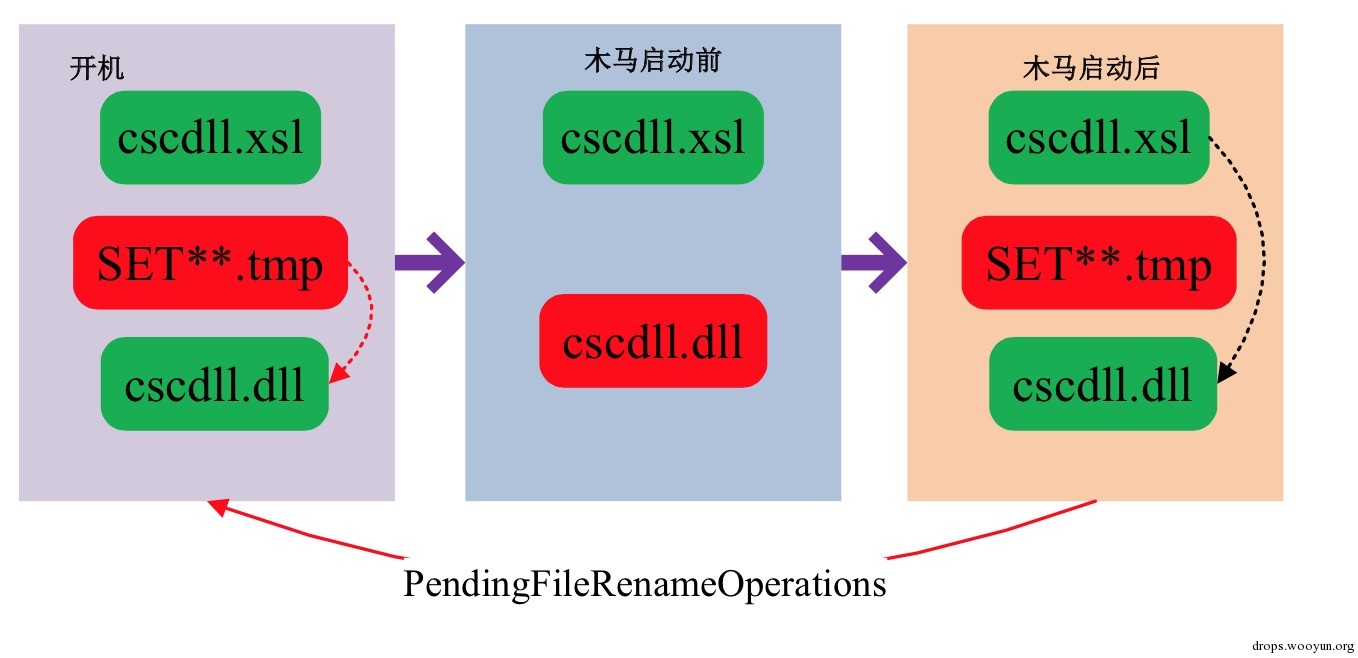 开机
cscdll.xsl
SET**.tmp
cscdll.dll
木马启动前
cscdll.xsl
cscdll.dll
木马启动后
cscdll.xsl
SET**.tmp
cscdll.dll
PendingFileRenameOperations
drops.wooyun.org